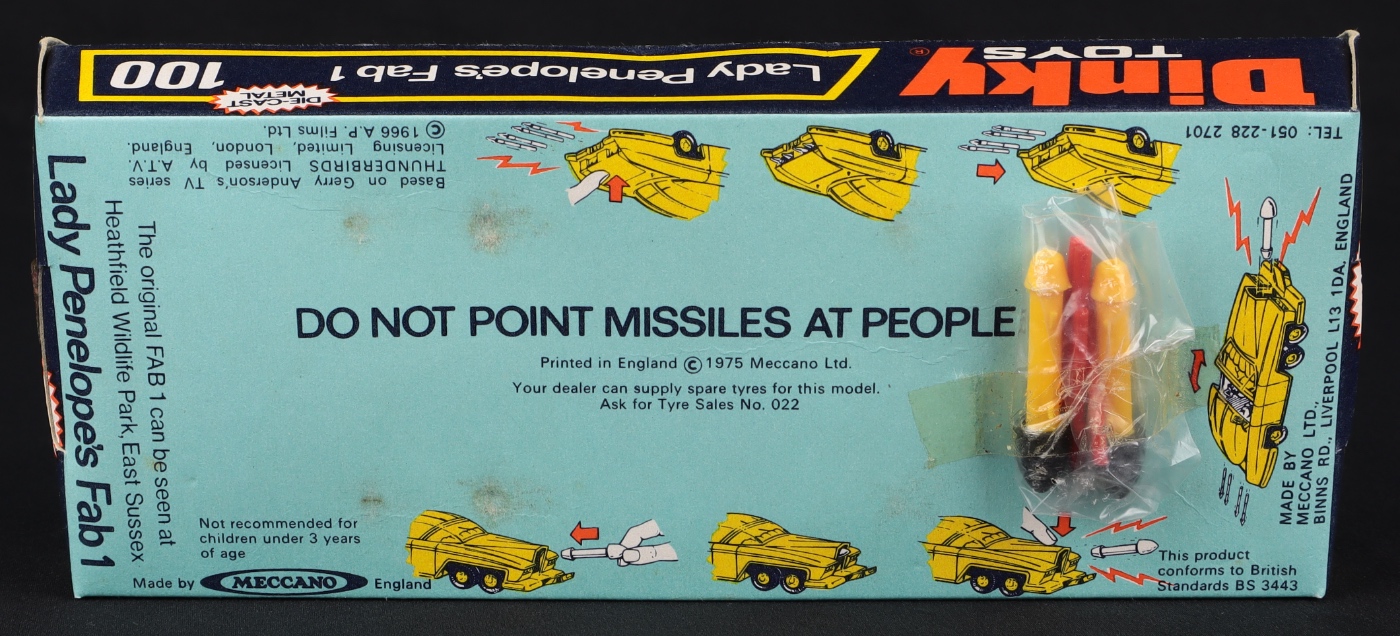 Dinky®
TOYS
Lady Penelope's Fab 1
DIE-CAST
METAL
100
TEL: 051-228 2701
Based on Gerry Anderson's TV series
THUNDERBIRDS Licensed by A.T.V.
Licensing Limited, London, England.
© 1966 A.P. Films Ltd.
Lady Penelope's Fab 1
The original FAB 1 can be seen at
Heathfield Wildlife Park, East Sussex
DO NOT POINT MISSILES AT PEOPLE
Printed in England © 1975 Meccano Ltd.
Your dealer can supply spare tyres for this model.
Ask for Tyre Sales No. 022
Not recommended for
children under 3 years
of age
Made by MECCANO England
This product
conforms to British
Standards BS 3443
MADE BY
MECCANO LTD.,
BINNS RD., LIVERPOOL L13 1DA, ENGLAND